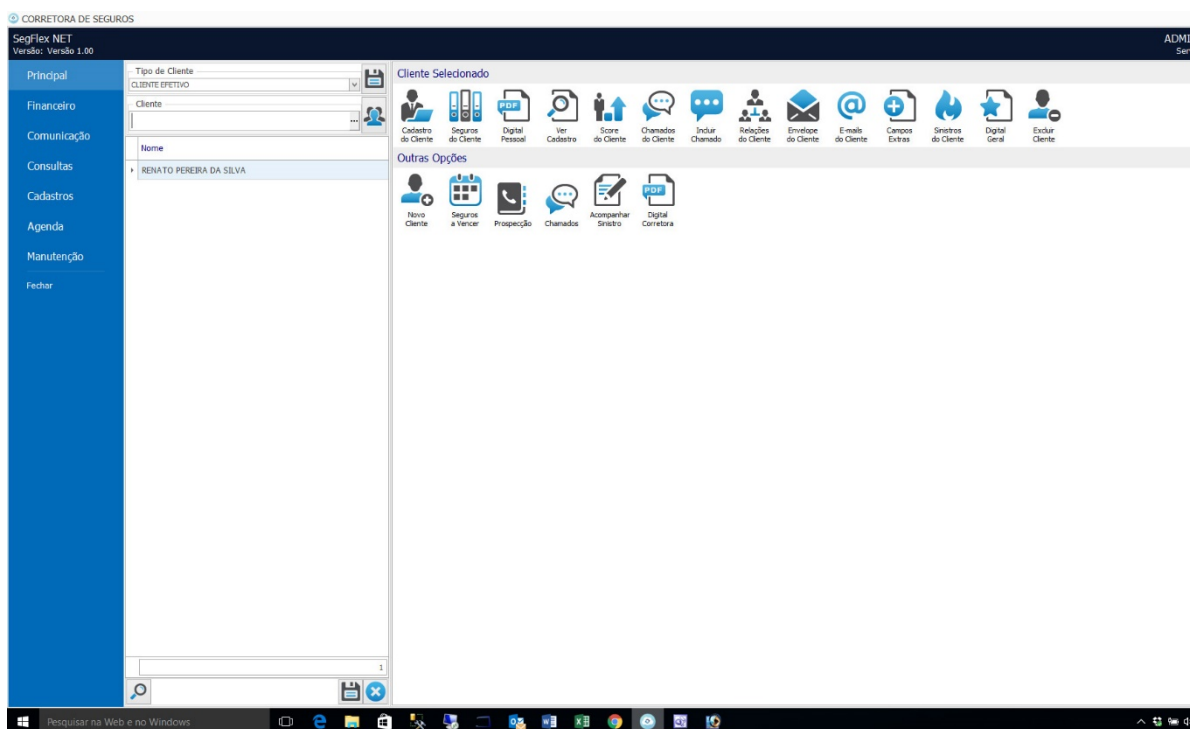 CORRETORA DE SEGUROS
SegFlex NET
Versão: Versão 1.00
ADMI
Ser
Principal
Financeiro
Comunicação
Consultas
Cadastros
Agenda
Manutenção
Fechar
Tipo de Cliente
CLIENTE EFETIVO
Cliente
...
Nome
RENATO PEREIRA DA SILVA
1
Cliente Selecionado
Cadastro do Cliente
Seguros do Cliente
PDF
Digital Pessoal
Ver Cadastro
Score do Cliente
Chamados do Cliente
Incluir Chamado
Relações do Cliente
Envelope do Cliente
E-mails do Cliente
Campos Extras
Sinistros do Cliente
Digital Geral
Excluir Cliente
Outras Opções
Novo Cliente
Seguros a Vencer
Prospecção
Chamados
Acompanhar Sinistro
PDF
Digital Corretora
Pesquisar na Web e no Windows